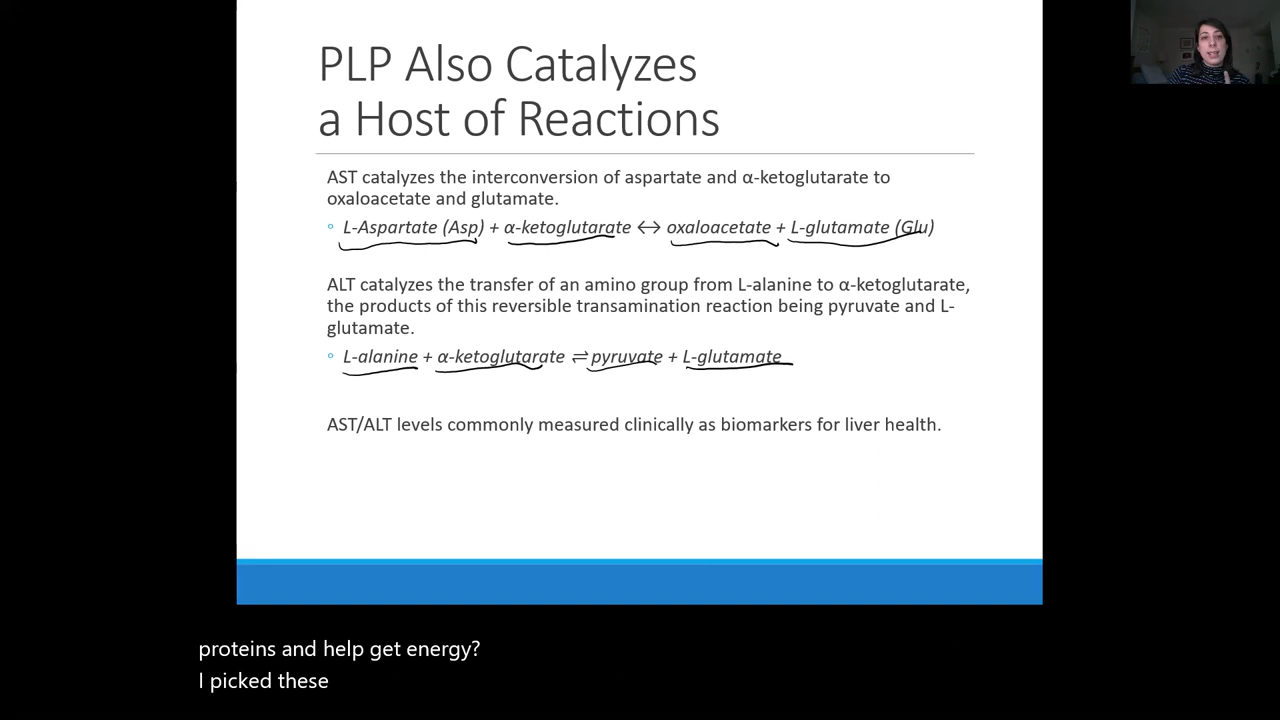 PLP Also Catalyzes
a Host of Reactions
AST catalyzes the interconversion of aspartate and α-ketoglutarate to
oxaloacetate and glutamate.
◦ L-Aspartate (Asp) + α-ketoglutarate ↔ oxaloacetate + L-glutamate (Glu)
ALT catalyzes the transfer of an amino group from L-alanine to α-ketoglutarate,
the products of this reversible transamination reaction being pyruvate and L-
glutamate.
◦ L-alanine + α-ketoglutarate ⇌ pyruvate + L-glutamate
AST/ALT levels commonly measured clinically as biomarkers for liver health.
proteins and help get energy?
I picked these